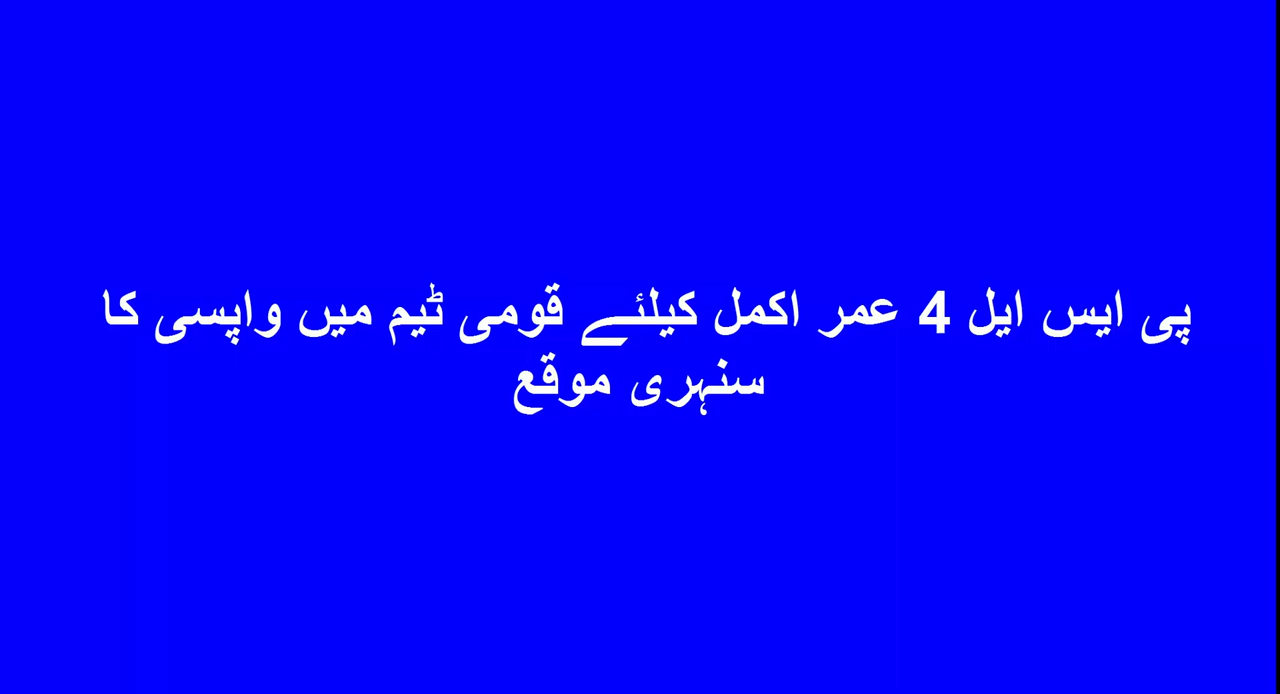 پی ایس ایل 4 عمر اکمل کیلئے قومی ٹیم میں واپسی کا
سنہری موقع